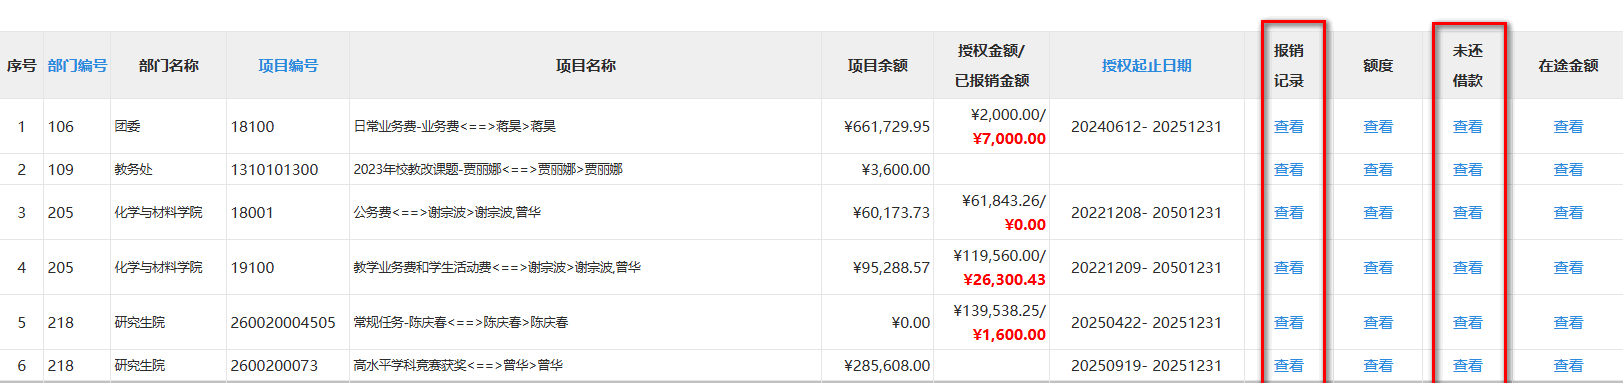 序号 部门编号 部门名称 项目编号 项目名称 项目余额 授权金额/ 授权起止日期 报销 额度 未还 在途金额
已报销金额 记录 借款
1 106 团委 18100 日常业务费-业务费<==>蒋昊>蒋昊 ¥661,729.95 ¥2,000.00/ 20240612- 20251231 查看 查看 查看 查看
¥7,000.00
2 109 教务处 1310101300 2023年校教改课题-贾丽娜<==>贾丽娜>贾丽娜 ¥3,600.00 查看 查看 查看 查看
3 205 化学与材料学院 18001 公务费<==>谢宗波>谢宗波,曾华 ¥60,173.73 ¥61,843.26/ 20221208- 20501231 查看 查看 查看 查看
¥0.00
4 205 化学与材料学院 19100 教学业务费和学生活动费<==>谢宗波>谢宗波,曾华 ¥95,288.57 ¥119,560.00/ 20221209- 20501231 查看 查看 查看 查看
¥26,300.43
5 218 研究生院 260020004505 常规任务-陈庆春<==>陈庆春>陈庆春 ¥0.00 ¥139,538.25/ 20250422- 20251231 查看 查看 查看 查看
¥1,600.00
6 218 研究生院 2600200073 高水平学科竞赛获奖<==>曾华>曾华 ¥285,608.00 20250919- 20251231 查看 查看 查看 查看